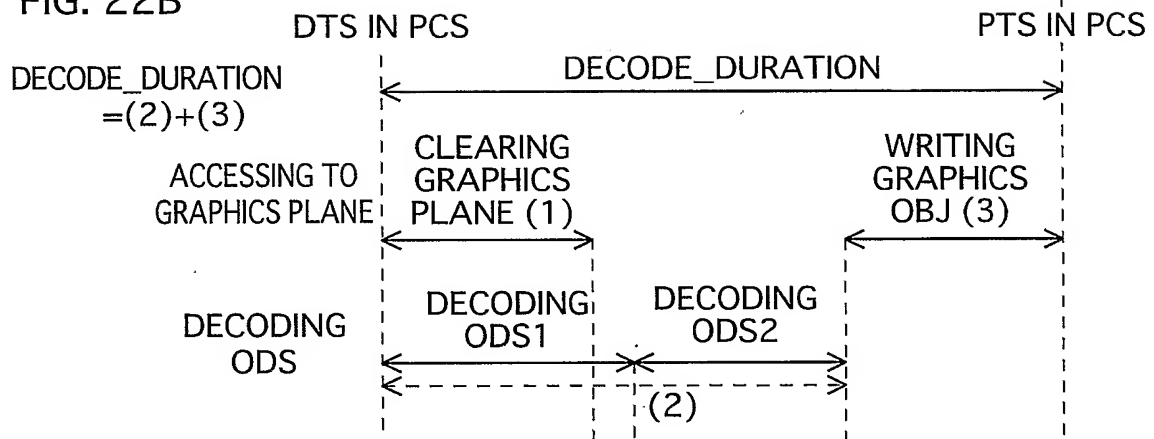 FIG. 22B
DTS IN PCS
PTS IN PCS
DECODE_DURATION
=(2)+(3)
DECODE_DURATION
ACCESSING TO
GRAPHICS PLANE
CLEARING
GRAPHICS
PLANE (1)
WRITING
GRAPHICS
OBJ (3)
DECODING
ODS
DECODING
ODS1
DECODING
ODS2
(2)